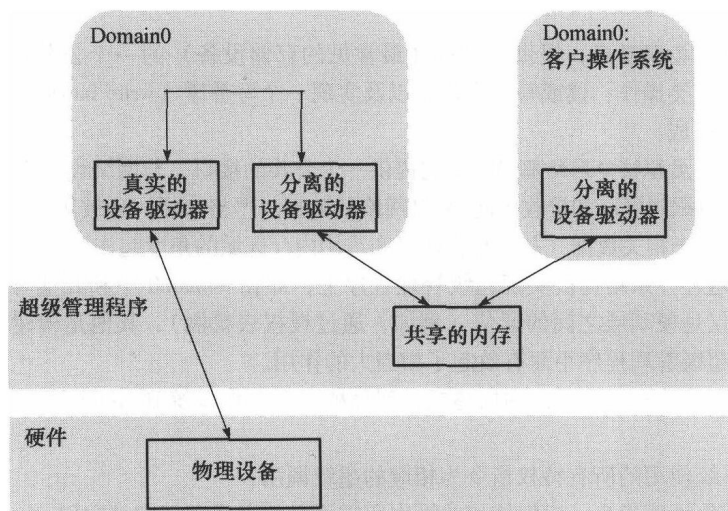 Domain0
Domain0:
客户操作系统
真实的
设备驱动器
分离的
设备驱动器
分离的
设备驱动器
超级管理程序
共享的内存
硬件
物理设备